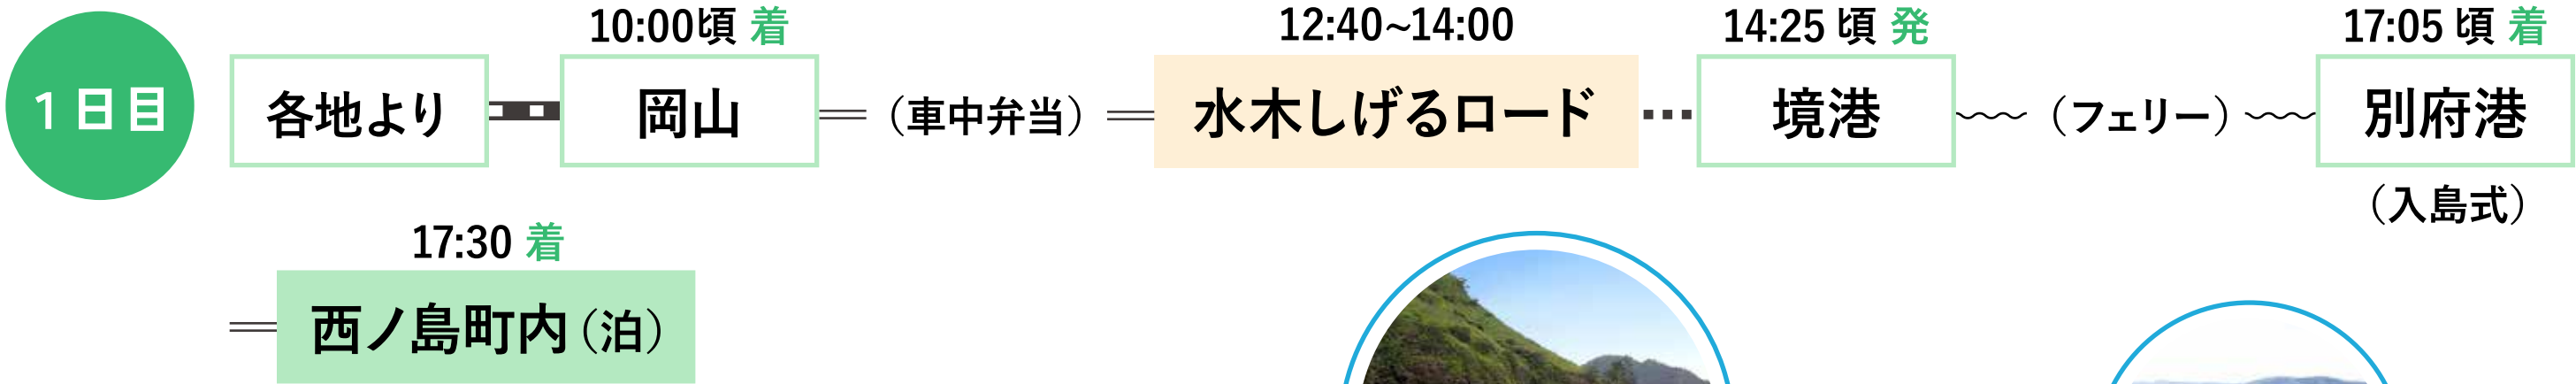 1日目
各地より
10:00頃 着
岡山
（車中弁当）
12:40~14:00
水木しげるロード
14:25 頃 発
境港
（フェリー）
17:05 頃 着
別府港
（入島式）
17:30 着
西ノ島町内（泊）